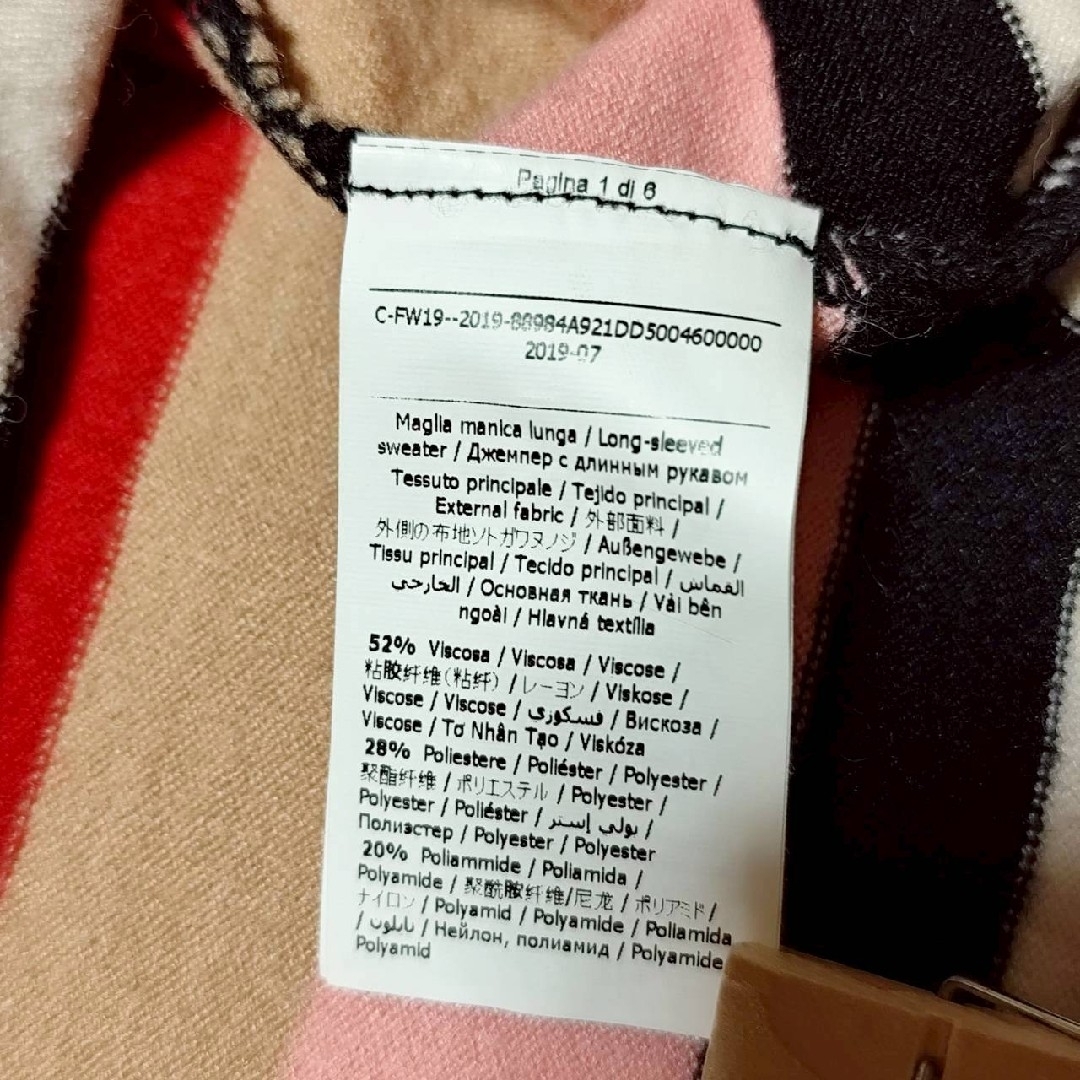 Pagina 1 di 6
C-FW19--2019-88984A921DD5004600000
2019-07
Maglia manica lunga / Long-sleeved
sweater / Джемпер с длинным рукавом
Tessuto principale / Tejido principal /
External fabric / 外部面料 /
外側の布地ソトガワヌノジ / Außengewebe /
Tissu principal / Tecido principal / القماش
الخارجي / Основная ткань / Vải bên
ngoài / Hlavná textília
52% Viscosa / Viscosa / Viscose /
粘胶纤维(粘纤) / レーヨン / Viskose /
Viscose / Viscose / فسكوزي / Вискоза /
Viscose / Tơ Nhân Tạo / Viskóza
28% Poliestere / Poliéster / Polyester /
聚酯纤维 / ポリエステル / Polyester /
Polyester / Poliéster / بولي إستر /
Полиэстер / Polyester / Polyester
20% Poliammide / Poliamida /
Polyamide / 聚酰胺纤维/尼龙 / ポリアミド/
ナイロン / Polyamid / Polyamide / Poliamida
/ نايلون / Нейлон, полиамид / Polyamide
Polyamid